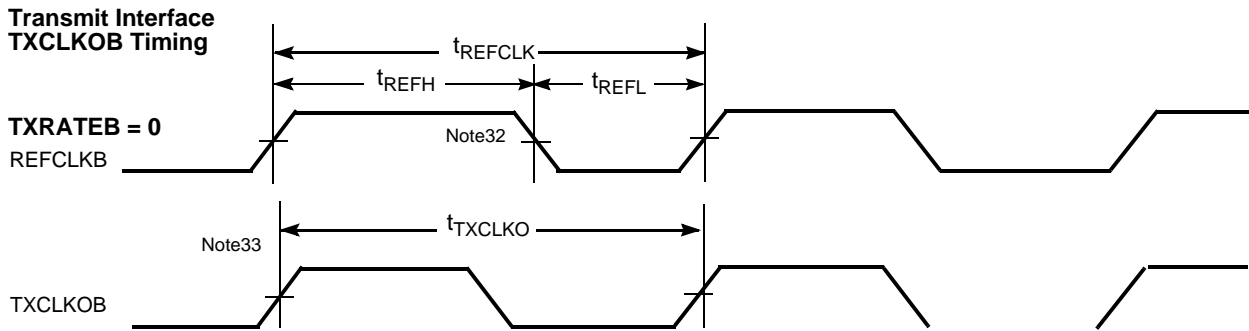 Transmit Interface
TXCLKOB Timing
tREFCLK
tREFH
tREFL
TXRATEB = 0
Note32
REFCLKB
tTXCLKO
Note33
TXCLKOB